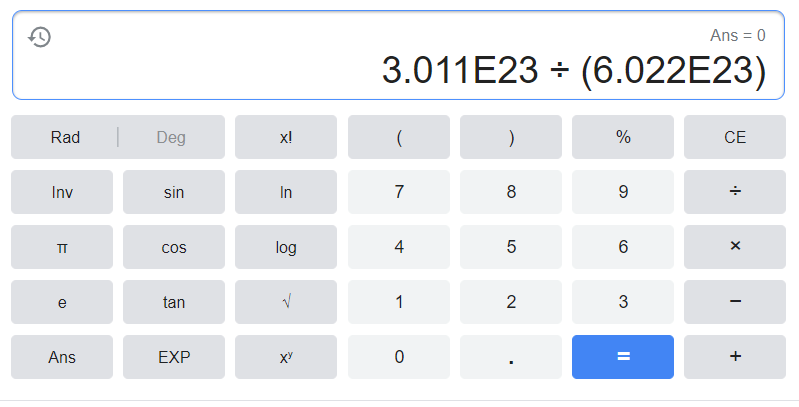 Ans = 0
3.011E23 ÷ (6.022E23)
Rad Deg x! ( ) % CE
Inv sin ln 7 8 9 ÷
π cos log 4 5 6 ×
e tan √ 1 2 3 −
Ans EXP xʸ 0 . = +